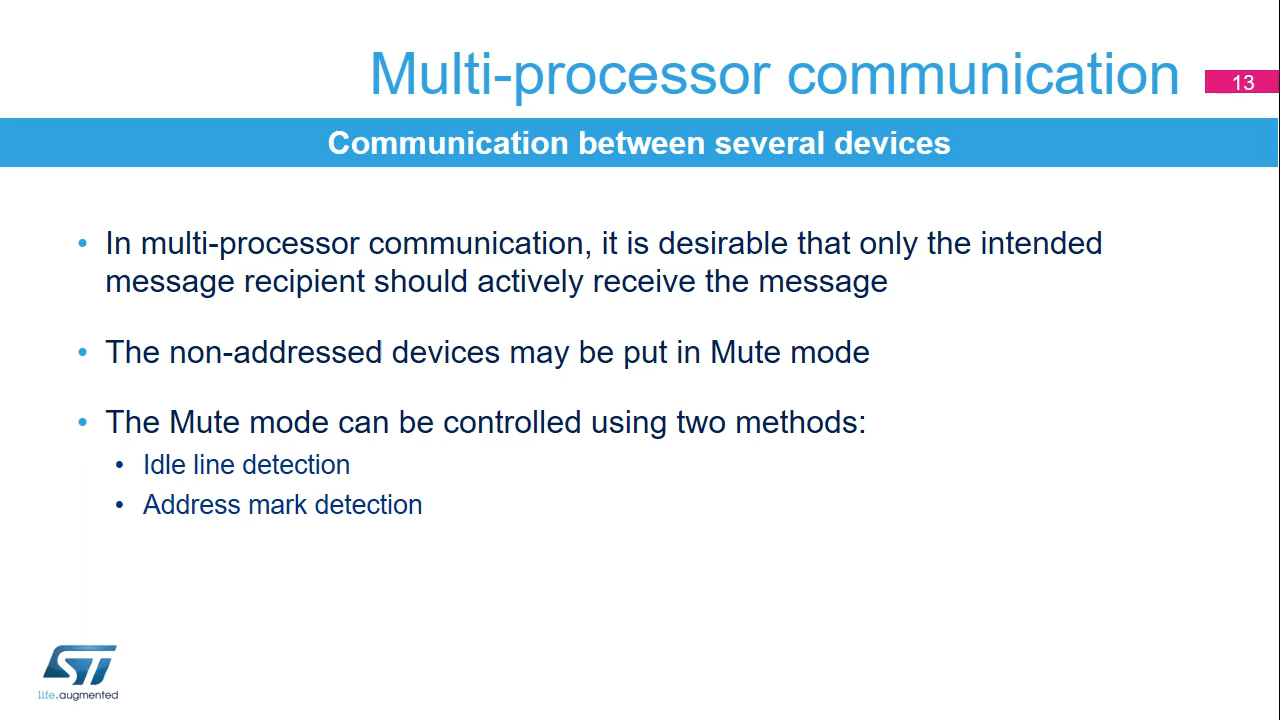 Multi-processor communication
13
Communication between several devices
• In multi-processor communication, it is desirable that only the intended
message recipient should actively receive the message
• The non-addressed devices may be put in Mute mode
• The Mute mode can be controlled using two methods:
• Idle line detection
• Address mark detection
ST
life.augmented